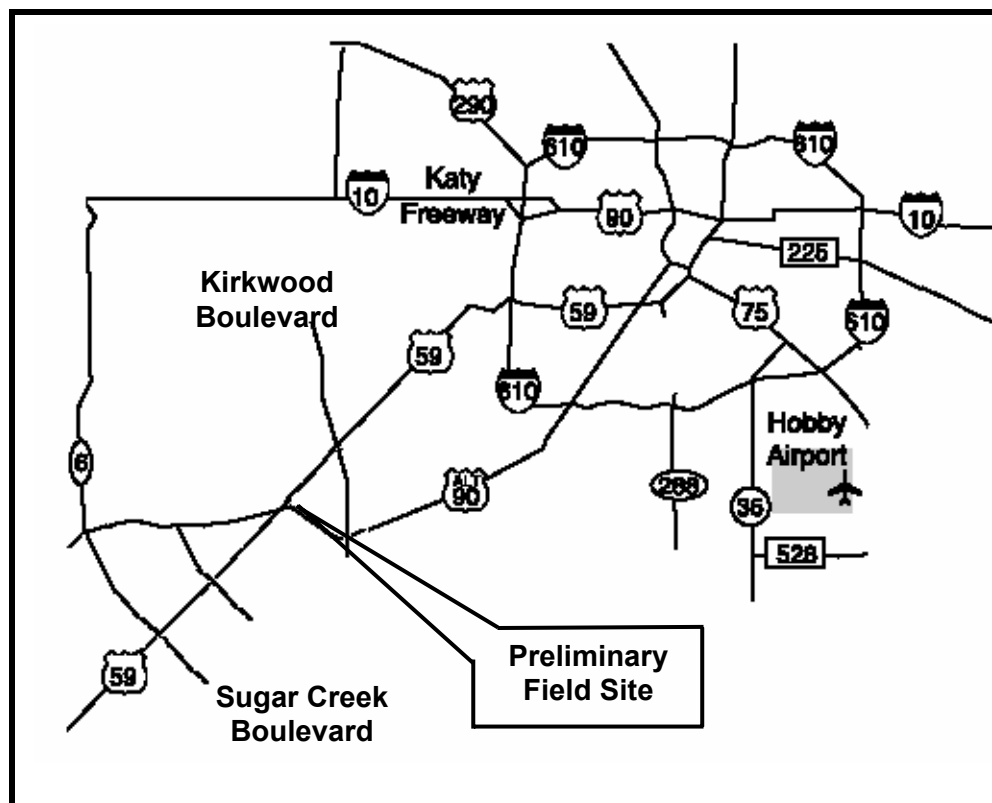 290
610
610
10
Katy
Freeway
90
10
225
Kirkwood
Boulevard
59
59
75
610
610
Hobby
Airport
6
ALT
90
288
35
528
Preliminary
Field Site
59
Sugar Creek
Boulevard